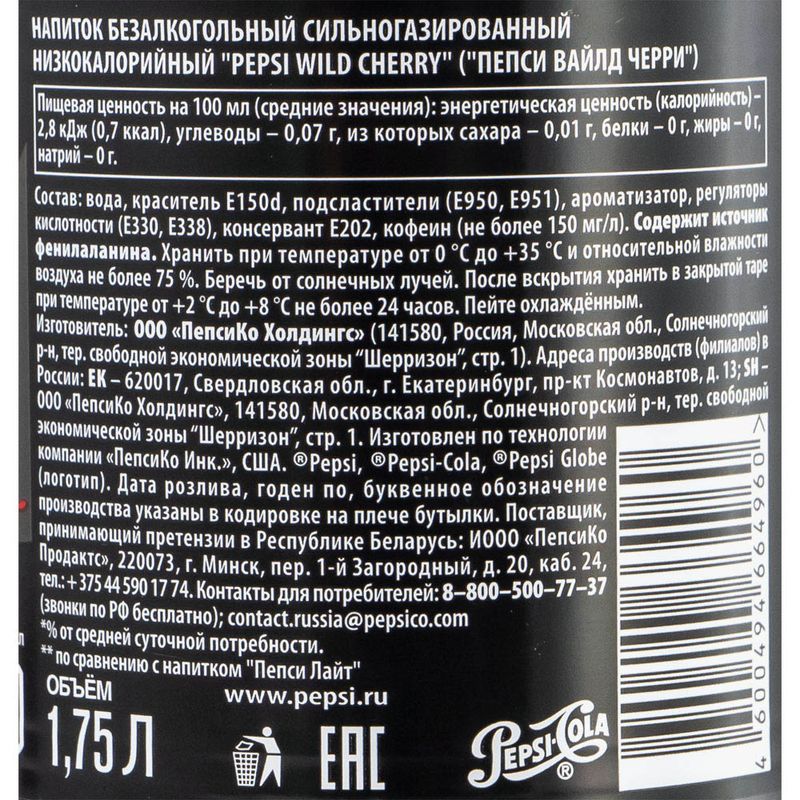 НАПИТОК БЕЗАЛКОГОЛЬНЫЙ СИЛЬНОГАЗИРОВАННЫЙ
НИЗКОКАЛОРИЙНЫЙ "PEPSI WILD CHERRY" ("ПЕПСИ ВАЙЛД ЧЕРРИ")
Пищевая ценность на 100 мл (средние значения): энергетическая ценность (калорийность) –
2,8 кДж (0,7 ккал), углеводы – 0,07 г, из которых сахара – 0,01 г, белки – 0 г, жиры – 0 г,
натрий – 0 г.
Состав: вода, краситель Е150d, подсластители (Е950, Е951), ароматизатор, регуляторы
кислотности (Е330, Е338), консервант Е202, кофеин (не более 150 мг/л). Содержит источник
фенилаланина. Хранить при температуре от 0 °С до +35 °С и относительной влажности
воздуха не более 75 %. Беречь от солнечных лучей. После вскрытия хранить в закрытой таре
при температуре от +2 °С до +8 °С не более 24 часов. Пейте охлаждённым.
Изготовитель: ООО «ПепсиКо Холдингс» (141580, Россия, Московская обл., Солнечногорский
р-н, тер. свободной экономической зоны "Шерризон", стр. 1). Адреса производств (филиалов) в
России: ЕК – 620017, Свердловская обл., г. Екатеринбург, пр-кт Космонавтов, д. 13; SH –
ООО «ПепсиКо Холдингс», 141580, Московская обл., Солнечногорский р-н, тер. свободной
экономической зоны "Шерризон", стр. 1. Изготовлен по технологии
компании «ПепсиКо Инк.», США. ®Pepsi, ®Pepsi-Cola, ®Pepsi Globe
(логотип). Дата розлива, годен по, буквенное обозначение
производства указаны в кодировке на плече бутылки. Поставщик,
принимающий претензии в Республике Беларусь: ИООО «ПепсиКо
Продактс», 220073, г. Минск, пер. 1-й Загородный, д. 20, каб. 24,
тел.: + 375 44 590 17 74. Контакты для потребителей: 8–800–500–77–37
(звонки по РФ бесплатно); contact.russia@pepsico.com
*% от средней суточной потребности.
** по сравнению с напитком "Пепси Лайт"
ОБЪЁМ
1,75 Л
www.pepsi.ru
EAC
PEPSI-COLA
®
4 600494 664960 >